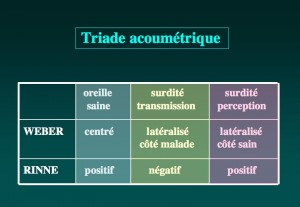 Triade acoumétrique
oreille saine surdité transmission surdité perception
WEBER centré latéralisé côté malade latéralisé côté sain
RINNE positif négatif positif